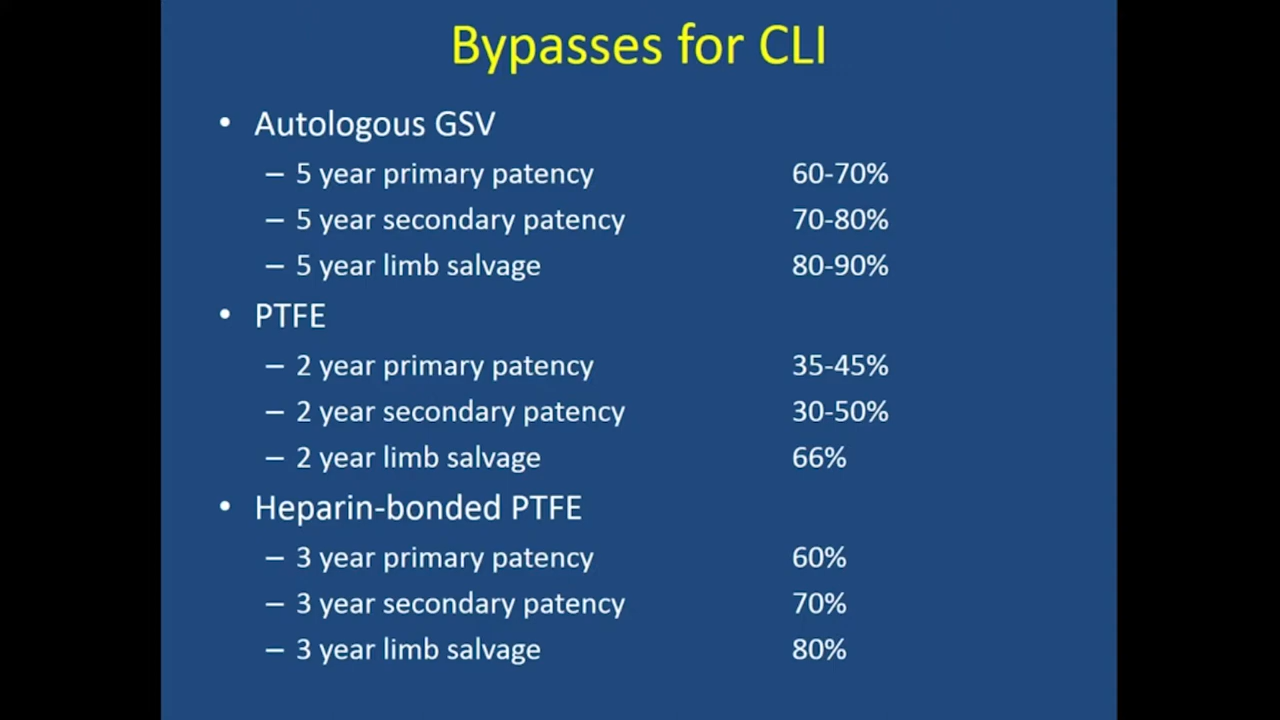 Bypasses for CLI
• Autologous GSV
– 5 year primary patency 60-70%
– 5 year secondary patency 70-80%
– 5 year limb salvage 80-90%
• PTFE
– 2 year primary patency 35-45%
– 2 year secondary patency 30-50%
– 2 year limb salvage 66%
• Heparin-bonded PTFE
– 3 year primary patency 60%
– 3 year secondary patency 70%
– 3 year limb salvage 80%